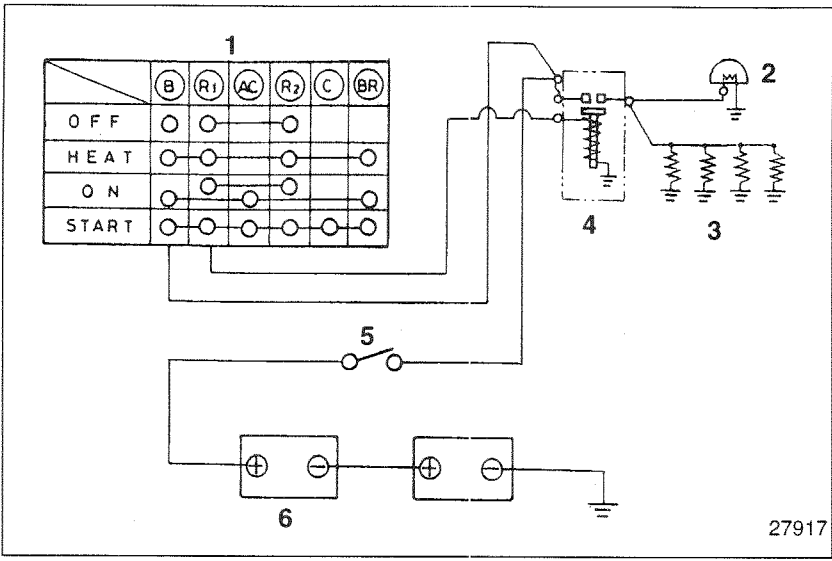 1
B R1 AC R2 C BR
OFF
HEAT
ON
START
2
3
4
5
+ − + −
6
27917